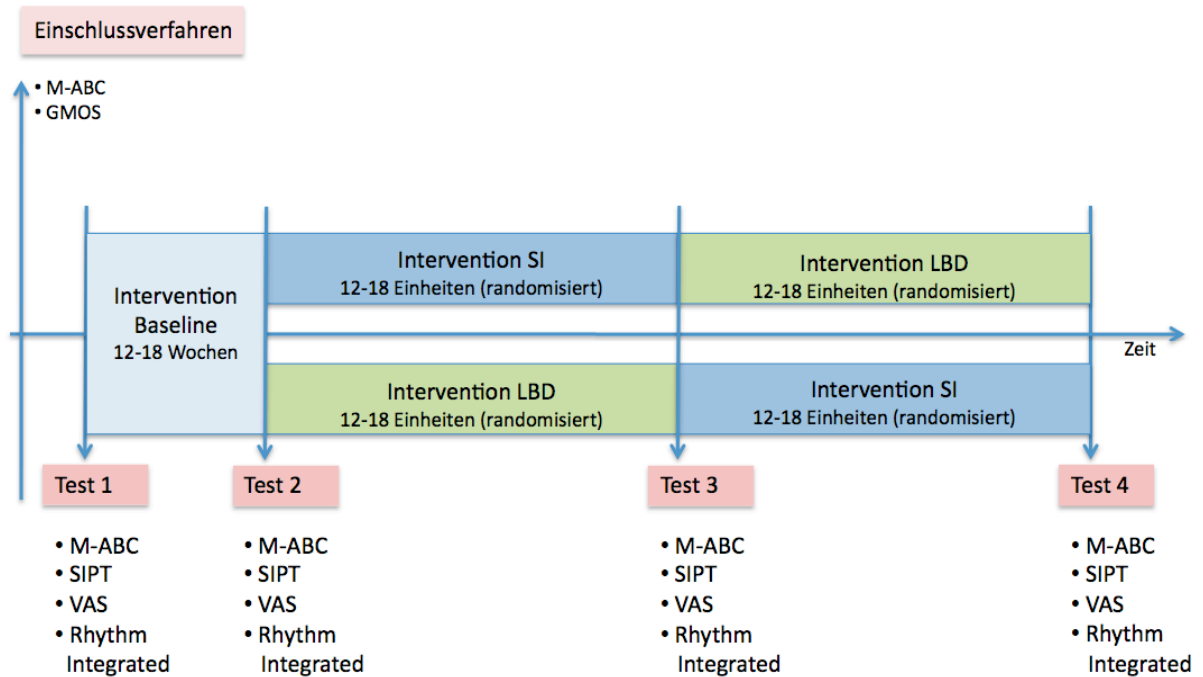 Einschlussverfahren
• M-ABC
• GMOS
Intervention
Baseline
12-18 Wochen
Intervention SI
12-18 Einheiten (randomisiert)
Intervention LBD
12-18 Einheiten (randomisiert)
Zeit
Intervention LBD
12-18 Einheiten (randomisiert)
Intervention SI
12-18 Einheiten (randomisiert)
Test 1
• M-ABC
• SIPT
• VAS
• Rhythm
Integrated
Test 2
• M-ABC
• SIPT
• VAS
• Rhythm
Integrated
Test 3
• M-ABC
• SIPT
• VAS
• Rhythm
Integrated
Test 4
• M-ABC
• SIPT
• VAS
• Rhythm
Integrated